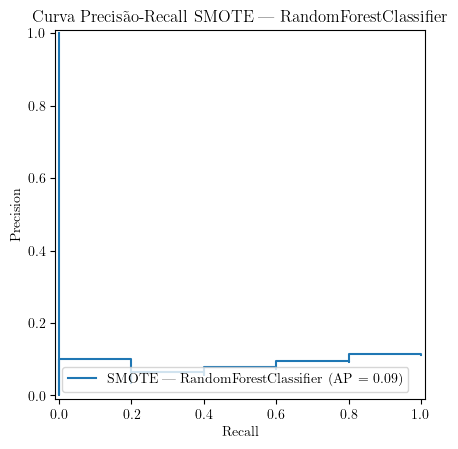 Curva Precisão-Recall SMOTE — RandomForestClassifier
1.0
0.8
0.6
0.4
0.2
0.0
Precision
SMOTE — RandomForestClassifier (AP = 0.09)
0.0 0.2 0.4 0.6 0.8 1.0
Recall